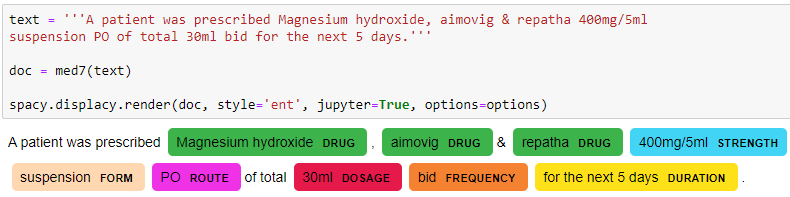 text = '''A patient was prescribed Magnesium hydroxide, aimovig & repatha 400mg/5ml
suspension PO of total 30ml bid for the next 5 days.'''
doc = med7(text)
spacy.displacy.render(doc, style='ent', jupyter=True, options=options)
A patient was prescribed Magnesium hydroxide DRUG , aimovig DRUG & repatha DRUG 400mg/5ml STRENGTH
suspension FORM PO ROUTE of total 30ml DOSAGE bid FREQUENCY for the next 5 days DURATION .